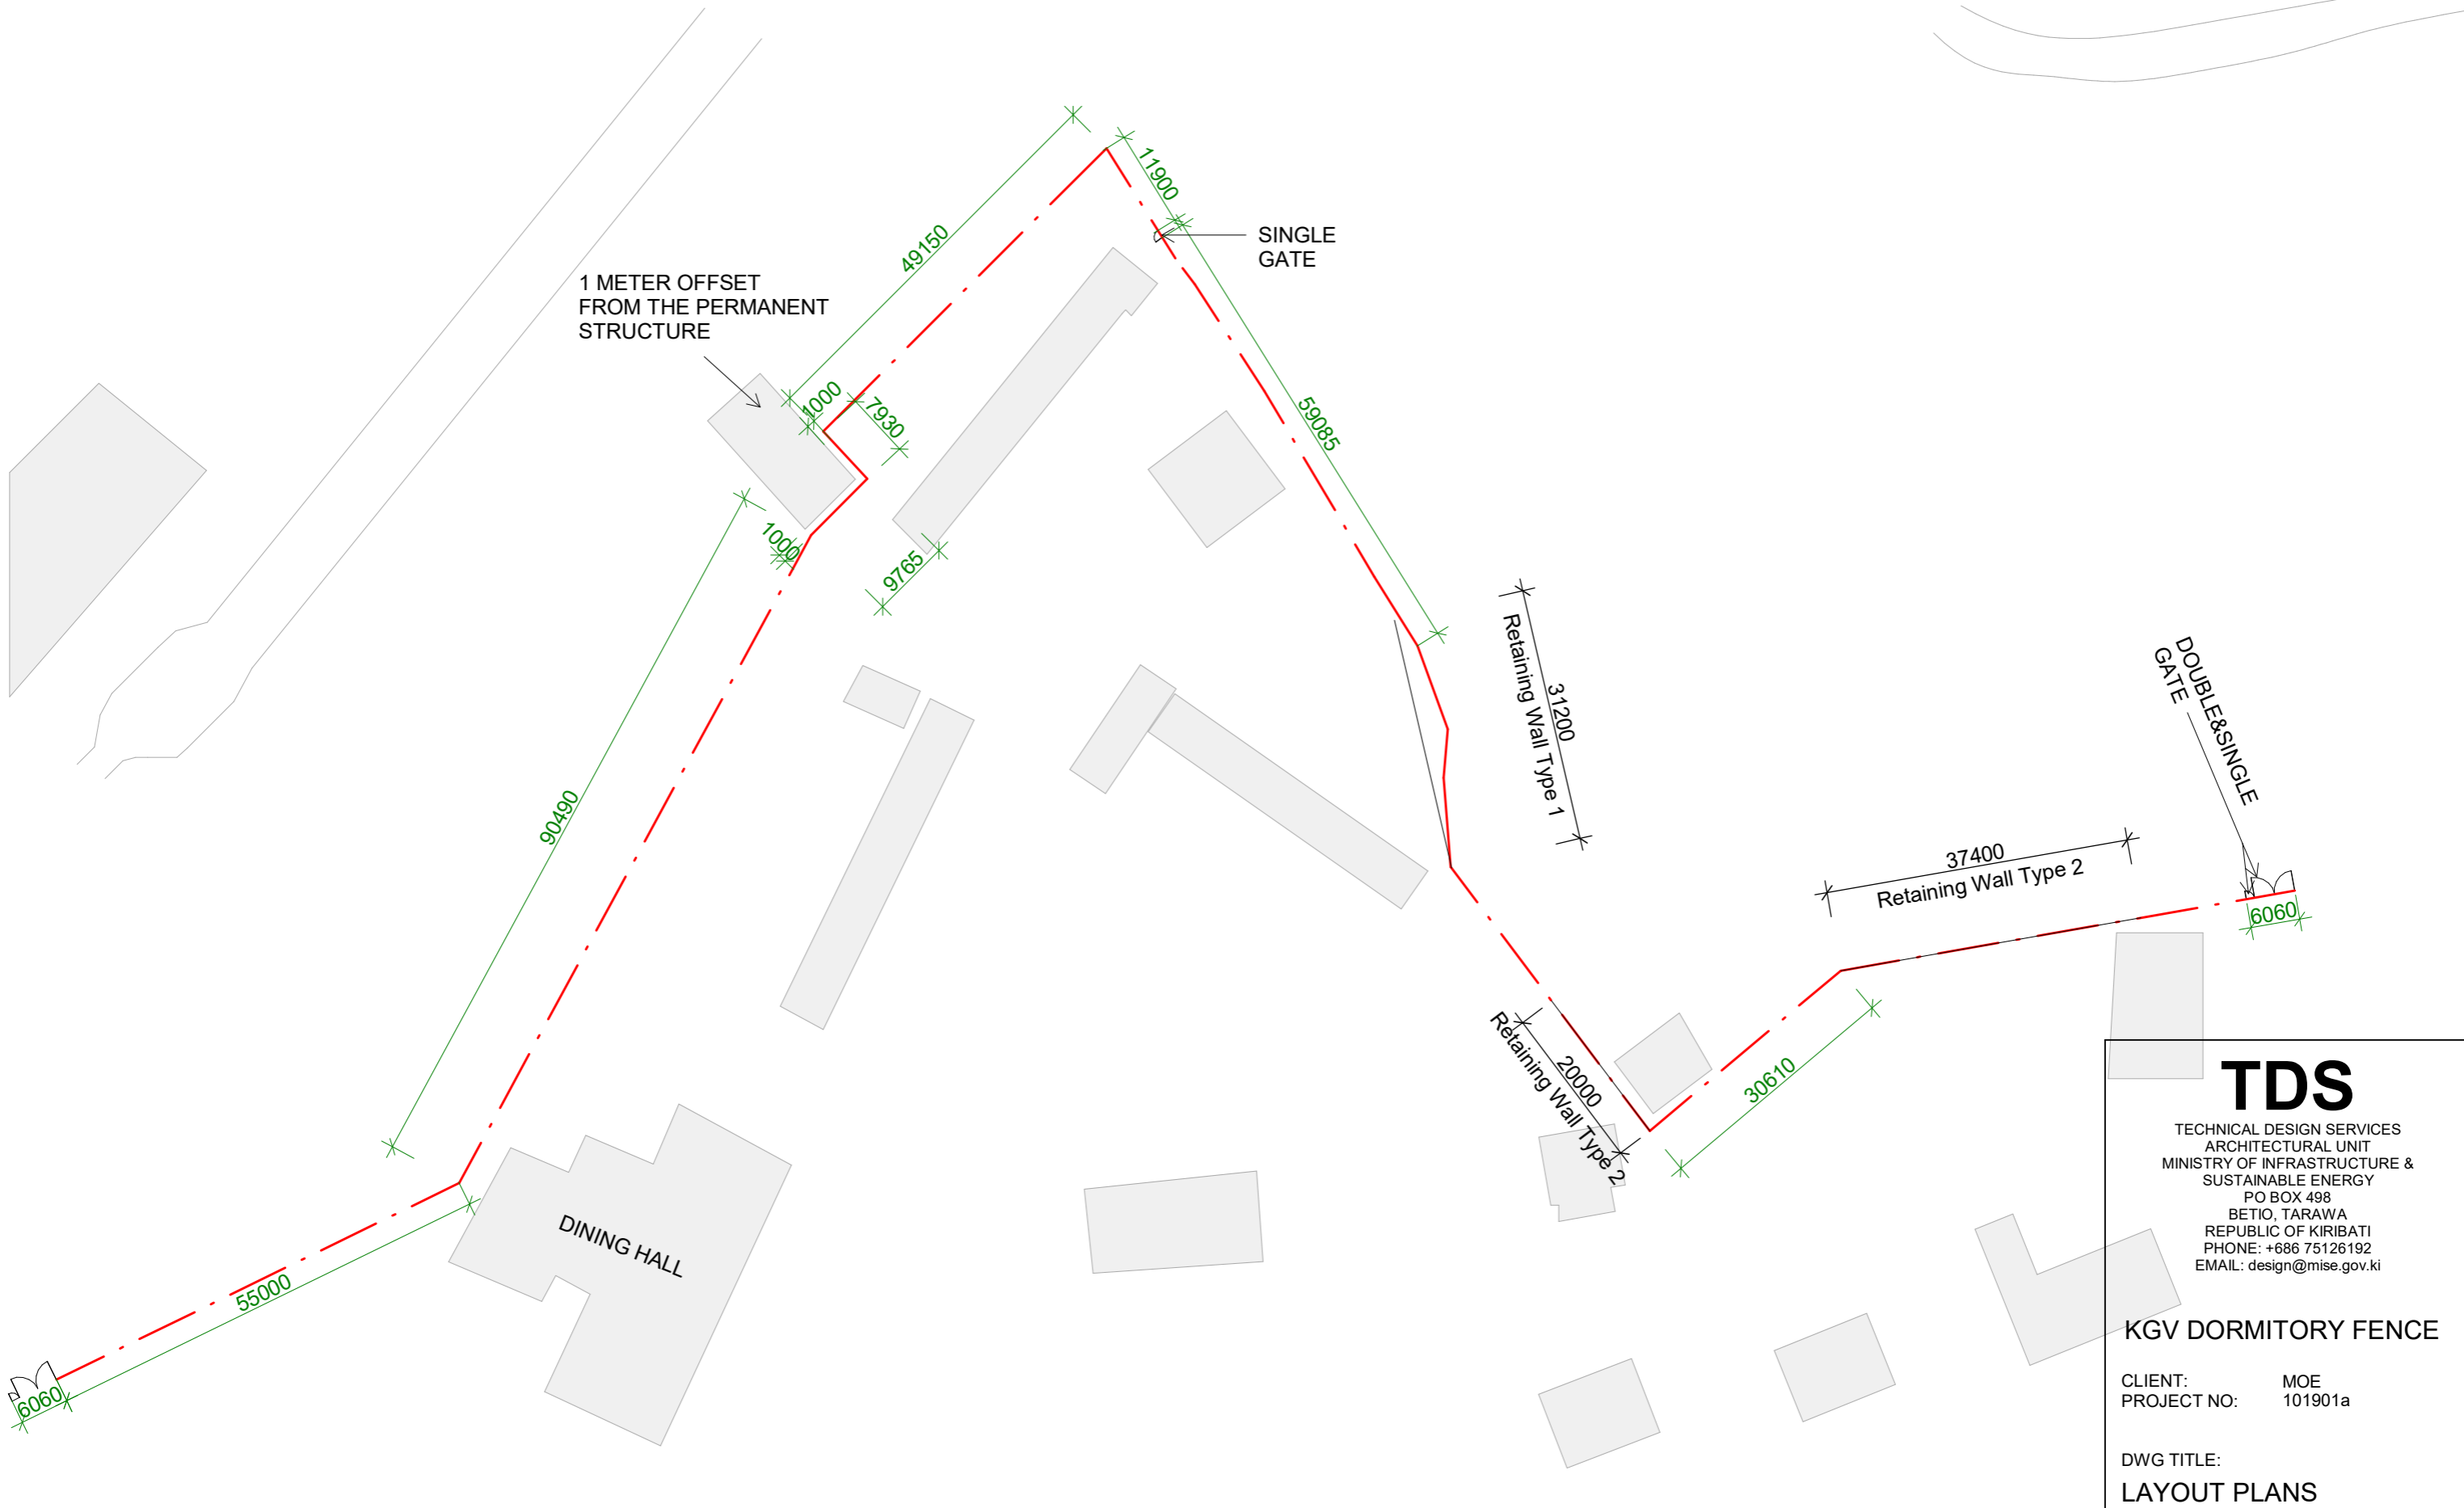 11900
49150
SINGLE
GATE
1 METER OFFSET
FROM THE PERMANENT
STRUCTURE
1000
7930
59085
1000
9765
Retaining Wall Type 1
31200
DOUBLE&SINGLE
GATE
90490
37400
Retaining Wall Type 2
6060
Retaining Wall Type 2
20000
30610
DINING HALL
55000
6060
TDS
TECHNICAL DESIGN SERVICES
ARCHITECTURAL UNIT
MINISTRY OF INFRASTRUCTURE &
SUSTAINABLE ENERGY
PO BOX 498
BETIO, TARAWA
REPUBLIC OF KIRIBATI
PHONE: +686 75126192
EMAIL: design@mise.gov.ki
KGV DORMITORY FENCE
CLIENT: MOE
PROJECT NO: 101901a
DWG TITLE:
LAYOUT PLANS